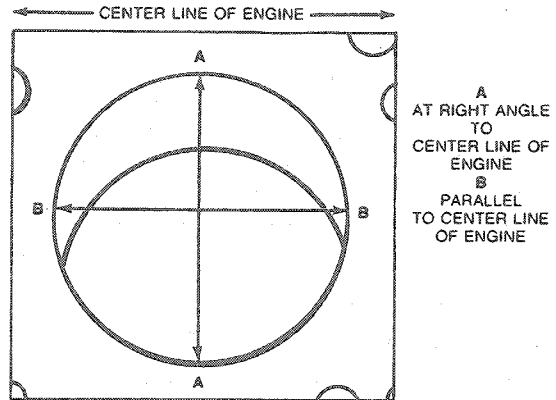 CENTER LINE OF ENGINE
A
B
B
A
A
AT RIGHT ANGLE
TO
CENTER LINE OF
ENGINE
B
PARALLEL
TO CENTER LINE
OF ENGINE